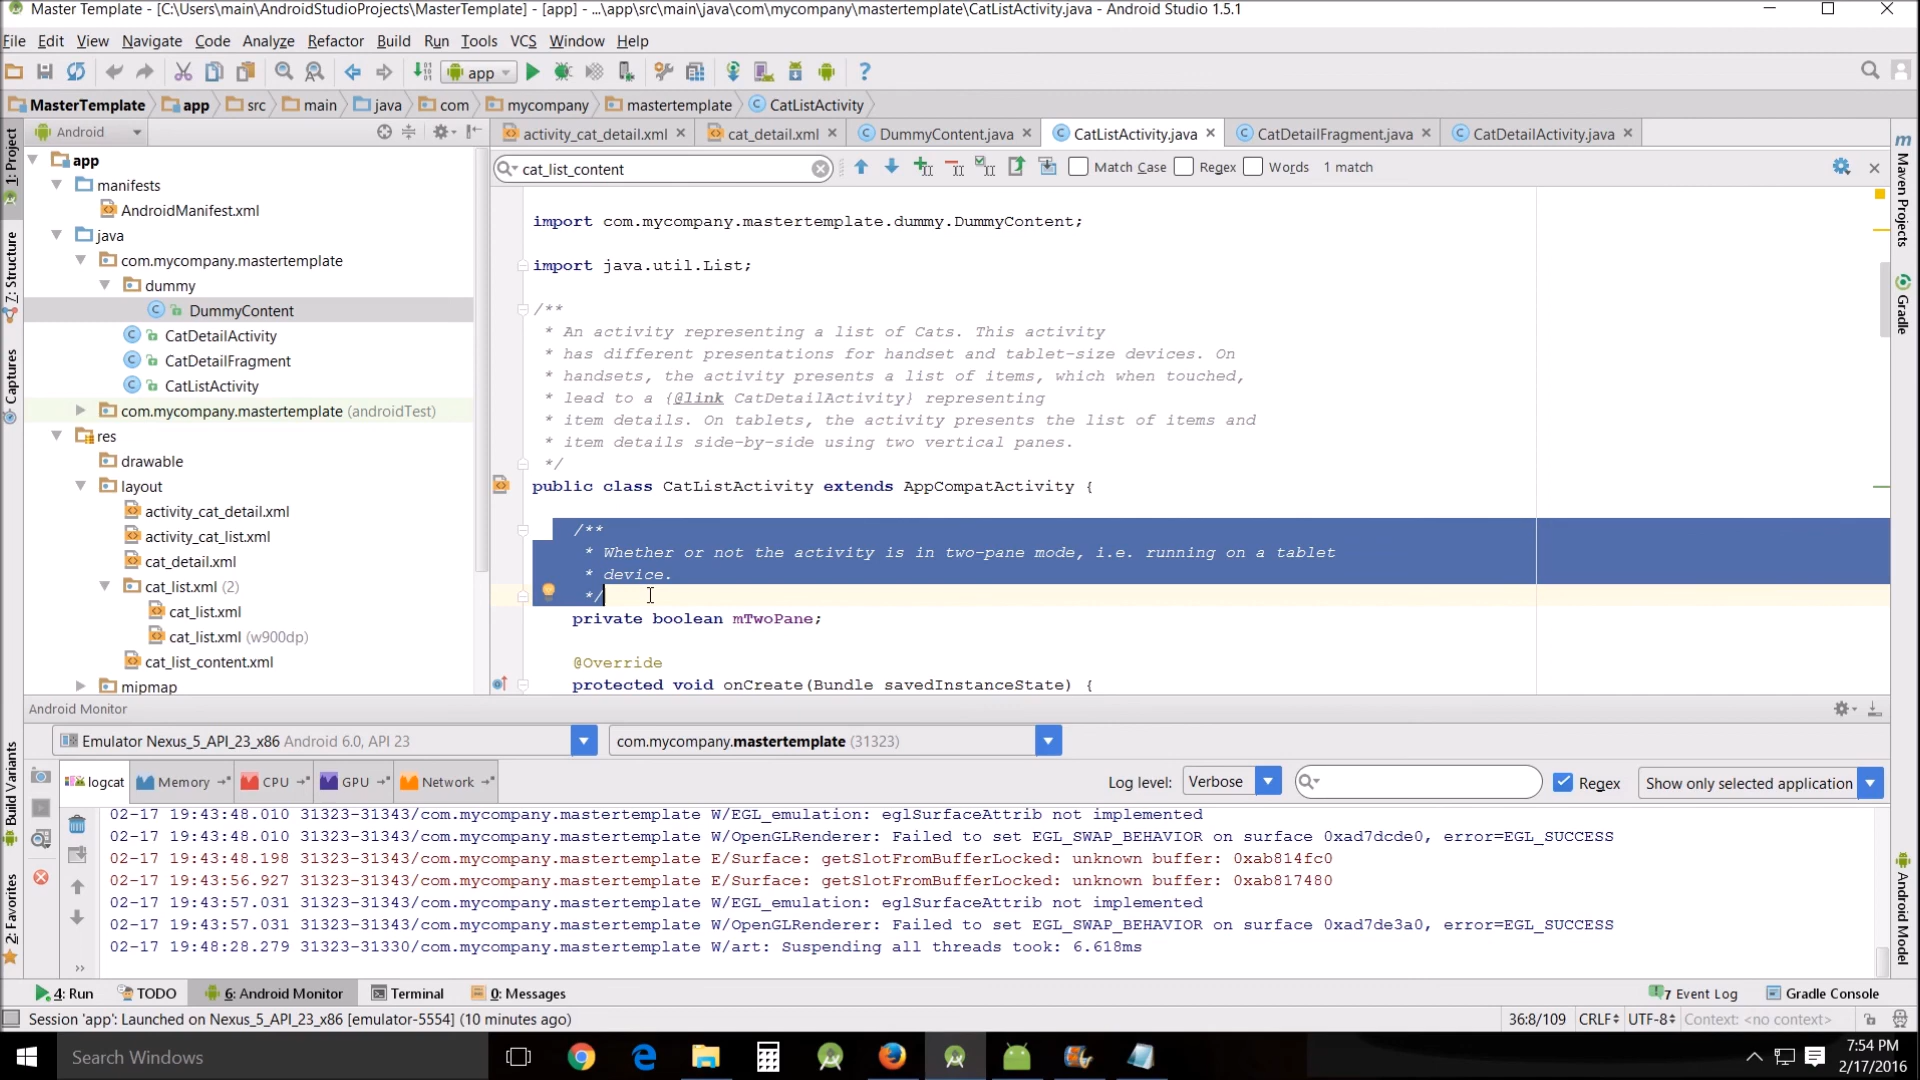 Master Template - [C:\Users\main\AndroidStudioProjects\MasterTemplate] - [app] - ...\app\src\main\java\com\mycompany\mastertemplate\CatListActivity.java - Android Studio 1.5.1
File Edit View Navigate Code Analyze Refactor Build Run Tools VCS Window Help
app
MasterTemplate app src main java com mycompany mastertemplate CatListActivity
Android
activity_cat_detail.xml cat_detail.xml DummyContent.java CatListActivity.java CatDetailFragment.java CatDetailActivity.java
cat_list_content Match Case Regex Words 1 match
1: Project
7: Structure
Captures
Build Variants
2: Favorites
app
manifests
AndroidManifest.xml
java
com.mycompany.mastertemplate
dummy
DummyContent
CatDetailActivity
CatDetailFragment
CatListActivity
com.mycompany.mastertemplate (androidTest)
res
drawable
layout
activity_cat_detail.xml
activity_cat_list.xml
cat_detail.xml
cat_list.xml (2)
cat_list.xml
cat_list.xml (w900dp)
cat_list_content.xml
mipmap
import com.mycompany.mastertemplate.dummy.DummyContent;
import java.util.List;
/**
* An activity representing a list of Cats. This activity
* has different presentations for handset and tablet-size devices. On
* handsets, the activity presents a list of items, which when touched,
* lead to a {@link CatDetailActivity} representing
* item details. On tablets, the activity presents the list of items and
* item details side-by-side using two vertical panes.
*/
public class CatListActivity extends AppCompatActivity {
/**
* Whether or not the activity is in two-pane mode, i.e. running on a tablet
* device.
*/
private boolean mTwoPane;
@Override
protected void onCreate(Bundle savedInstanceState) {
Maven Projects
Gradle
Android Model
Android Monitor
Emulator Nexus_5_API_23_x86 Android 6.0, API 23 com.mycompany.mastertemplate (31323)
logcat Memory CPU GPU Network Log level: Verbose Regex Show only selected application
02-17 19:43:48.010 31323-31343/com.mycompany.mastertemplate W/EGL_emulation: eglSurfaceAttrib not implemented
02-17 19:43:48.010 31323-31343/com.mycompany.mastertemplate W/OpenGLRenderer: Failed to set EGL_SWAP_BEHAVIOR on surface 0xad7dcde0, error=EGL_SUCCESS
02-17 19:43:48.198 31323-31343/com.mycompany.mastertemplate E/Surface: getSlotFromBufferLocked: unknown buffer: 0xab814fc0
02-17 19:43:56.927 31323-31343/com.mycompany.mastertemplate E/Surface: getSlotFromBufferLocked: unknown buffer: 0xab817480
02-17 19:43:57.031 31323-31343/com.mycompany.mastertemplate W/EGL_emulation: eglSurfaceAttrib not implemented
02-17 19:43:57.031 31323-31343/com.mycompany.mastertemplate W/OpenGLRenderer: Failed to set EGL_SWAP_BEHAVIOR on surface 0xad7de3a0, error=EGL_SUCCESS
02-17 19:48:28.279 31323-31330/com.mycompany.mastertemplate W/art: Suspending all threads took: 6.618ms
4: Run TODO 6: Android Monitor Terminal 0: Messages 7 Event Log Gradle Console
Session 'app': Launched on Nexus_5_API_23_x86 [emulator-5554] (10 minutes ago) 36:8/109 CRLF UTF-8 Context: <no context>
Search Windows
7:54 PM
2/17/2016